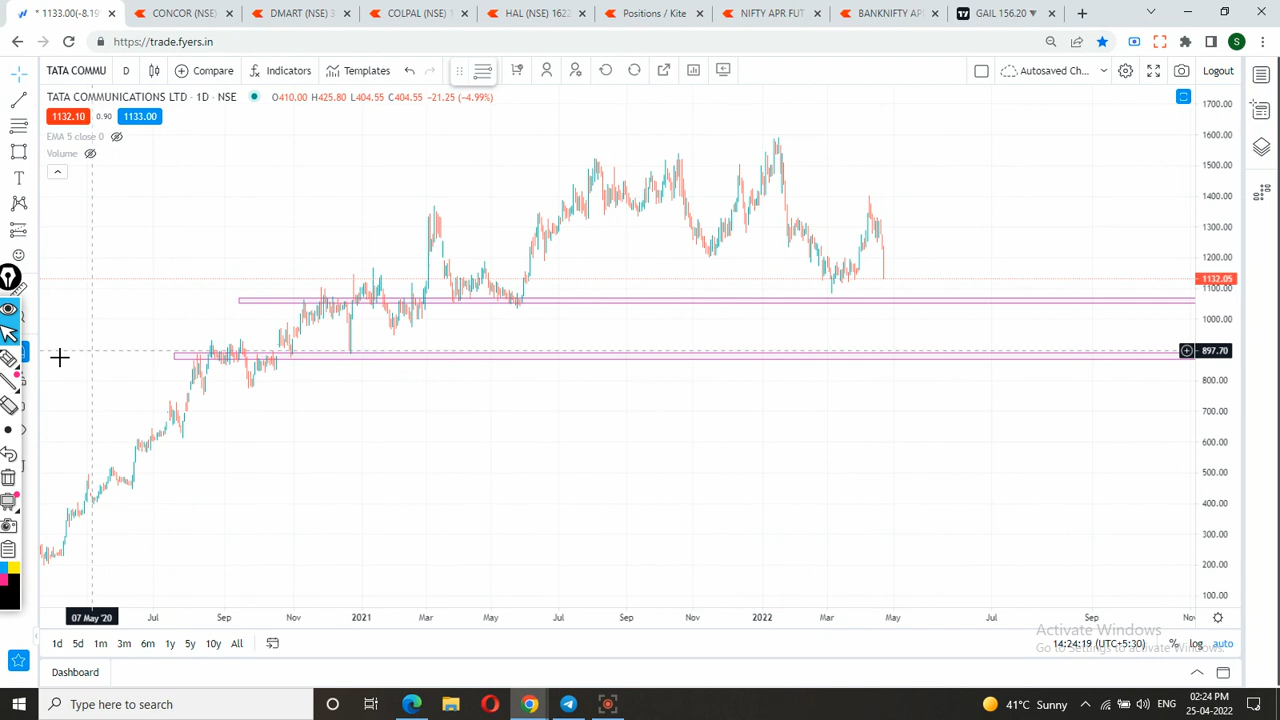 * 1133.00(-8.19
CONCOR (NSE)
DMART (NSE) 3
COLPAL (NSE) 1
HAL (NSE) 1622
Positions / Kite
NIFTY APR FUT
BANKNIFTY AP
GAIL 156.20 ▼
https://trade.fyers.in
S
TATA COMMU
D
Compare
Indicators
Templates
Autosaved Ch...
Logout
TATA COMMUNICATIONS LTD · 1D · NSE
O410.00 H425.80 L404.55 C404.55 −21.25 (−4.99%)
1132.10 0.90 1133.00
EMA 5 close 0
Volume
1700.00
1600.00
1500.00
1400.00
1300.00
1200.00
1132.05
1100.00
1000.00
897.70
800.00
700.00
600.00
500.00
400.00
300.00
200.00
100.00
07 May '20 Jul Sep Nov 2021 Mar May Jul Sep Nov 2022 Mar May Jul Sep Nov
Activate Windows
Go to Settings to activate Windows.
1d 5d 1m 3m 6m 1y 5y 10y All
14:24:19 (UTC+5:30) % log auto
Dashboard
Type here to search
41°C Sunny
ENG
02:24 PM
25-04-2022